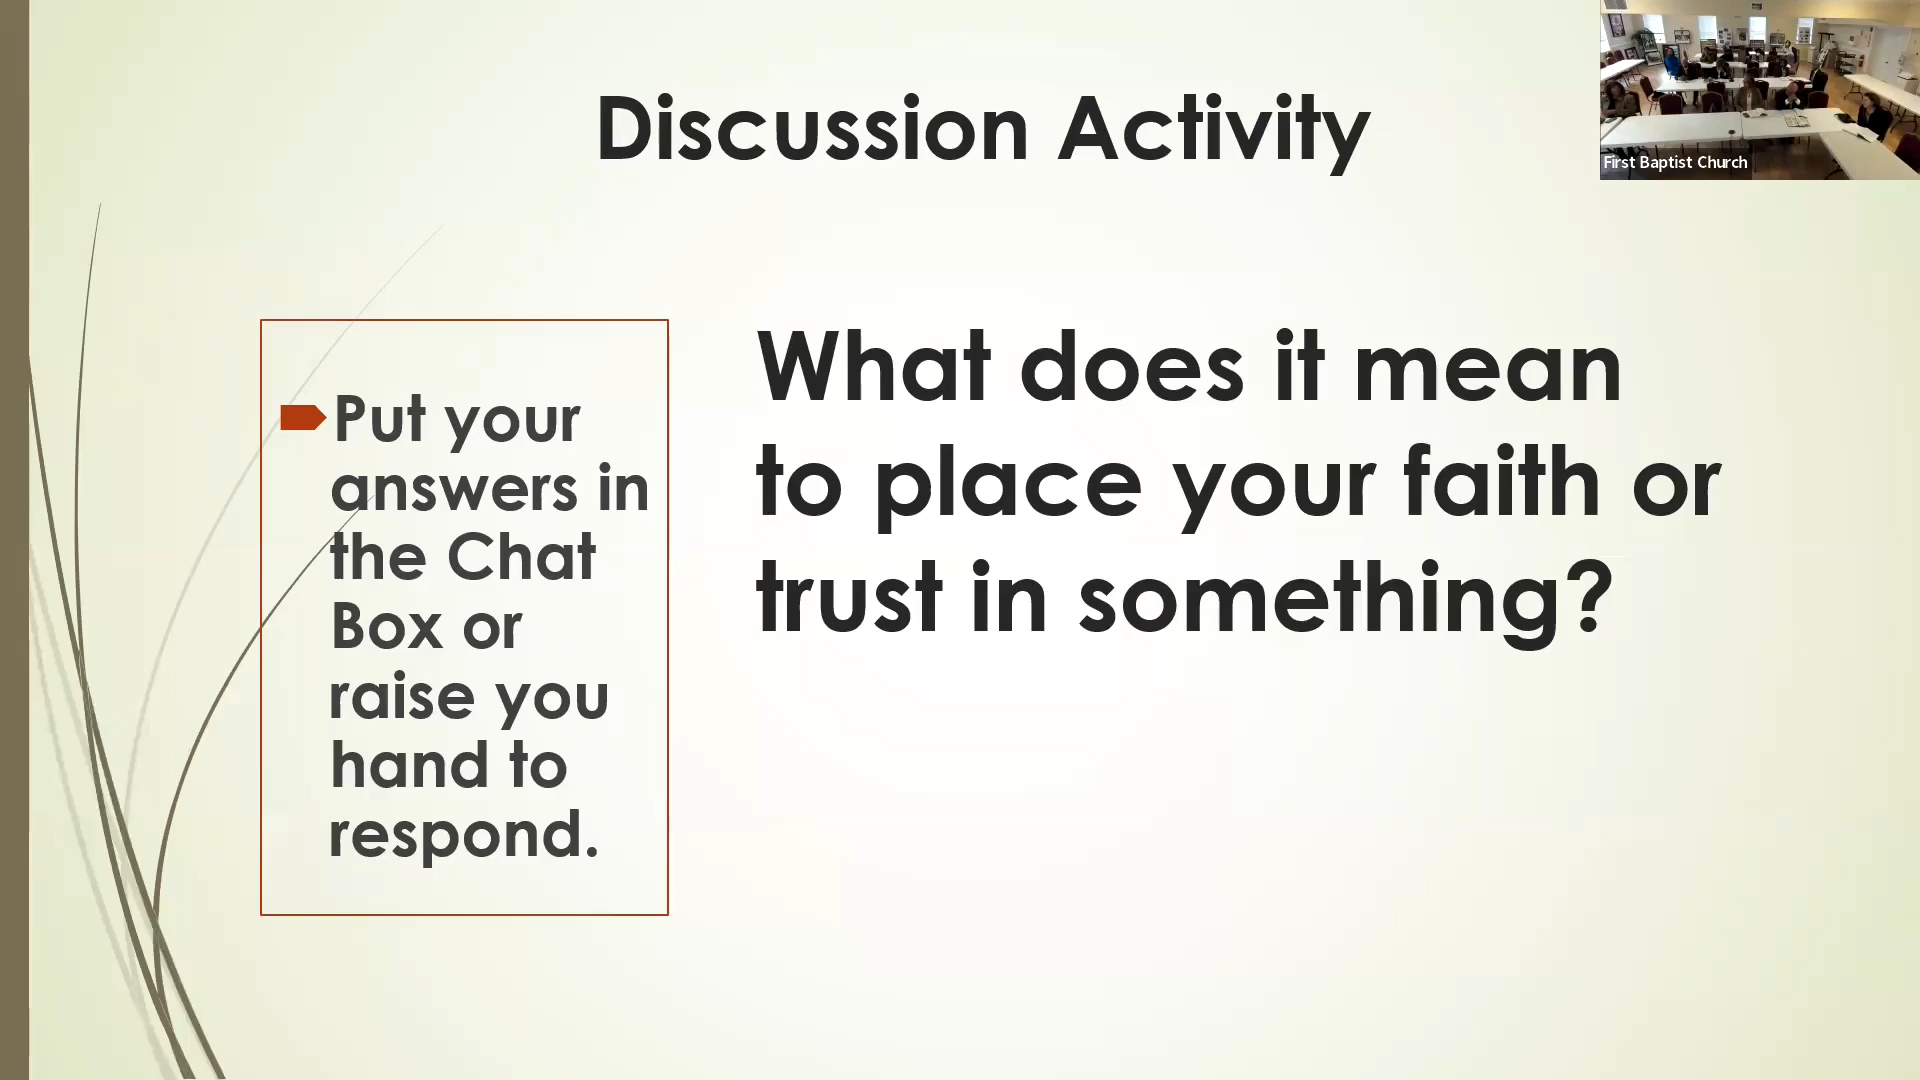 Discussion Activity
First Baptist Church
Put your
answers in
the Chat
Box or
raise you
hand to
respond.
What does it mean
to place your faith or
trust in something?